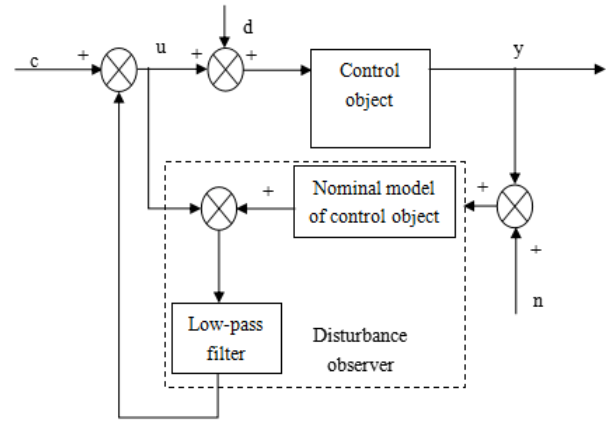 d
c
+
u
+
+
Control
object
y
+
Nominal model
of control object
+
+
n
Low-pass
filter
Disturbance
observer